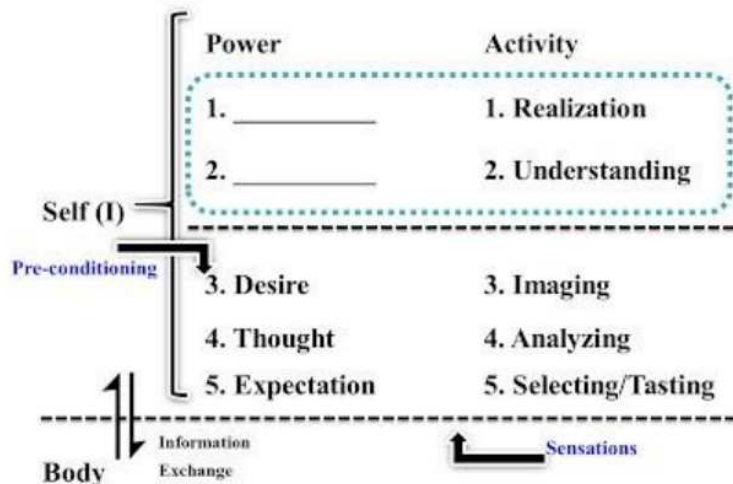 Power Activity
1. ____________ 1. Realization
2. ____________ 2. Understanding
Self (I)
Pre-conditioning
3. Desire 3. Imaging
4. Thought 4. Analyzing
5. Expectation 5. Selecting/Tasting
Information
Exchange
Sensations
Body